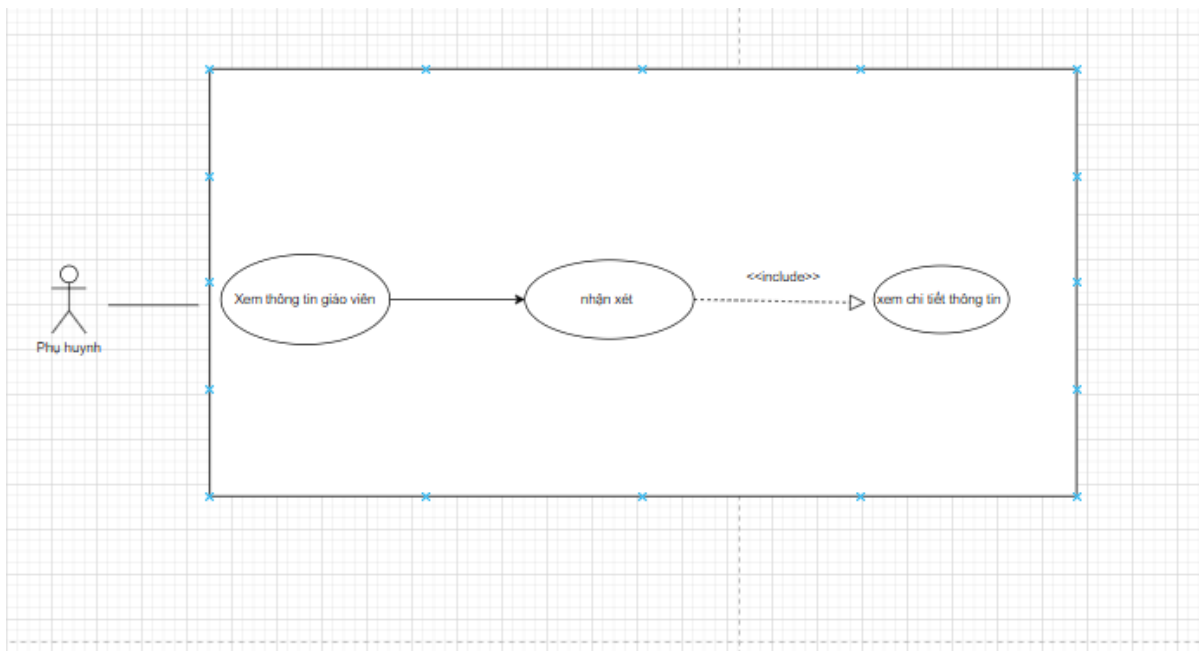 <<include>>
Xem thông tin giáo viên
nhận xét
xem chi tiết thông tin
Phụ huynh